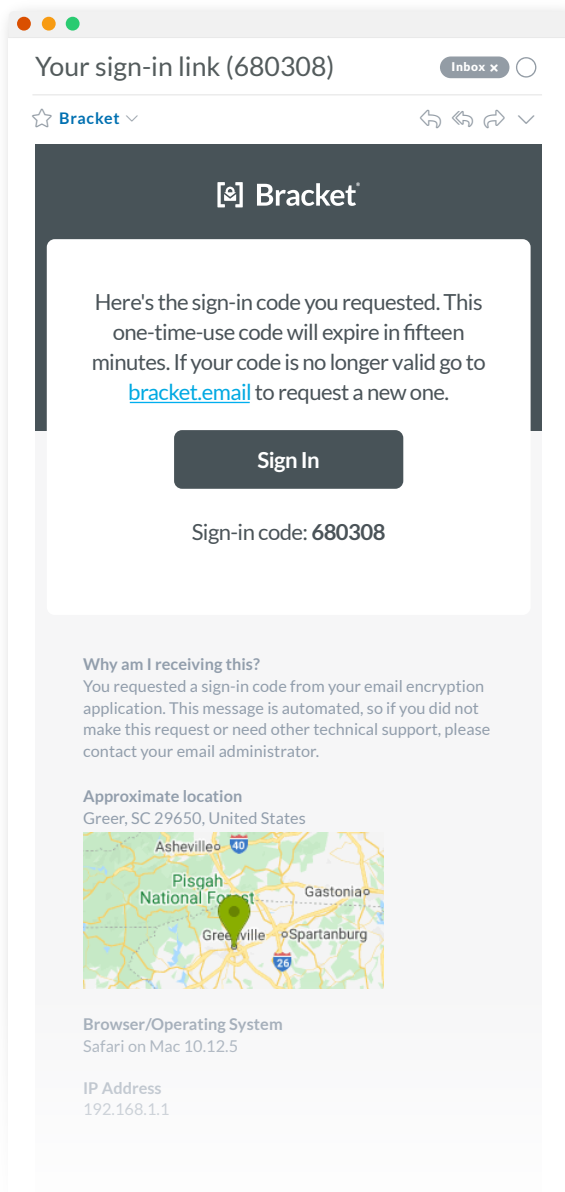 Your sign-in link (680308)
Inbox ×
Bracket
Bracket
Here's the sign-in code you requested. This
one-time-use code will expire in fifteen
minutes. If your code is no longer valid go to
bracket.email to request a new one.
Sign In
Sign-in code: 680308
Why am I receiving this?
You requested a sign-in code from your email encryption
application. This message is automated, so if you did not
make this request or need other technical support, please
contact your email administrator.
Approximate location
Greer, SC 29650, United States
Asheville
40
Pisgah
National Forest
Gastonia
Greenville
Spartanburg
26
Browser/Operating System
Safari on Mac 10.12.5
IP Address
192.168.1.1